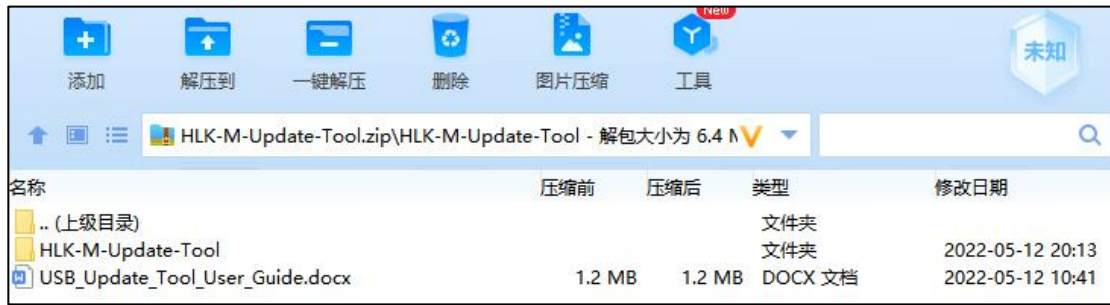 New
未知
添加 解压到 一键解压 删除 图片压缩 工具
HLK-M-Update-Tool.zip\HLK-M-Update-Tool - 解包大小为 6.4 M
名称 压缩前 压缩后 类型 修改日期
.. (上级目录) 文件夹
HLK-M-Update-Tool 文件夹 2022-05-12 20:13
USB_Update_Tool_User_Guide.docx 1.2 MB 1.2 MB DOCX 文档 2022-05-12 10:41